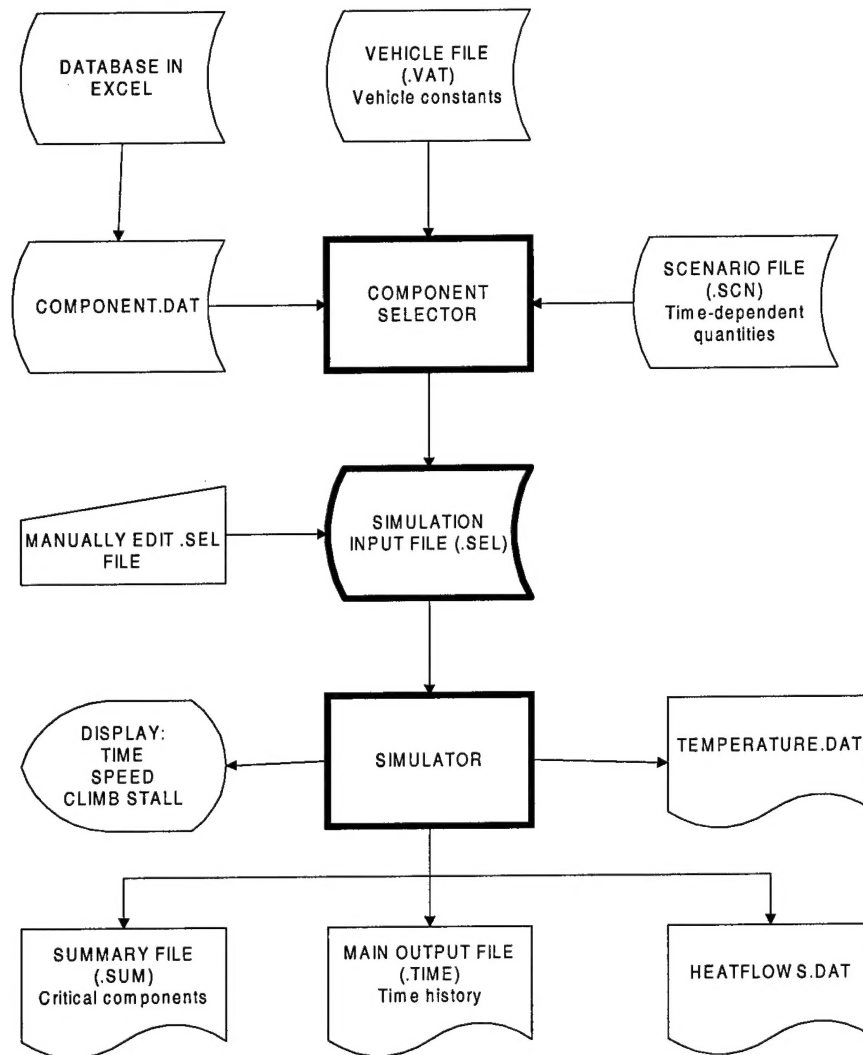 DATABASE IN
EXCEL
VEHICLE FILE
(.VAT)
Vehicle constants
COMPONENT.DAT
COMPONENT
SELECTOR
SCENARIO FILE
(.SCN)
Time-dependent
quantities
MANUALLY EDIT .SEL
FILE
SIMULATION
INPUT FILE (.SEL)
DISPLAY:
TIME
SPEED
CLIMB STALL
SIMULATOR
TEMPERATURE.DAT
SUMMARY FILE
(.SUM)
Critical components
MAIN OUTPUT FILE
(.TIME)
Time history
HEATFLOWS.DAT